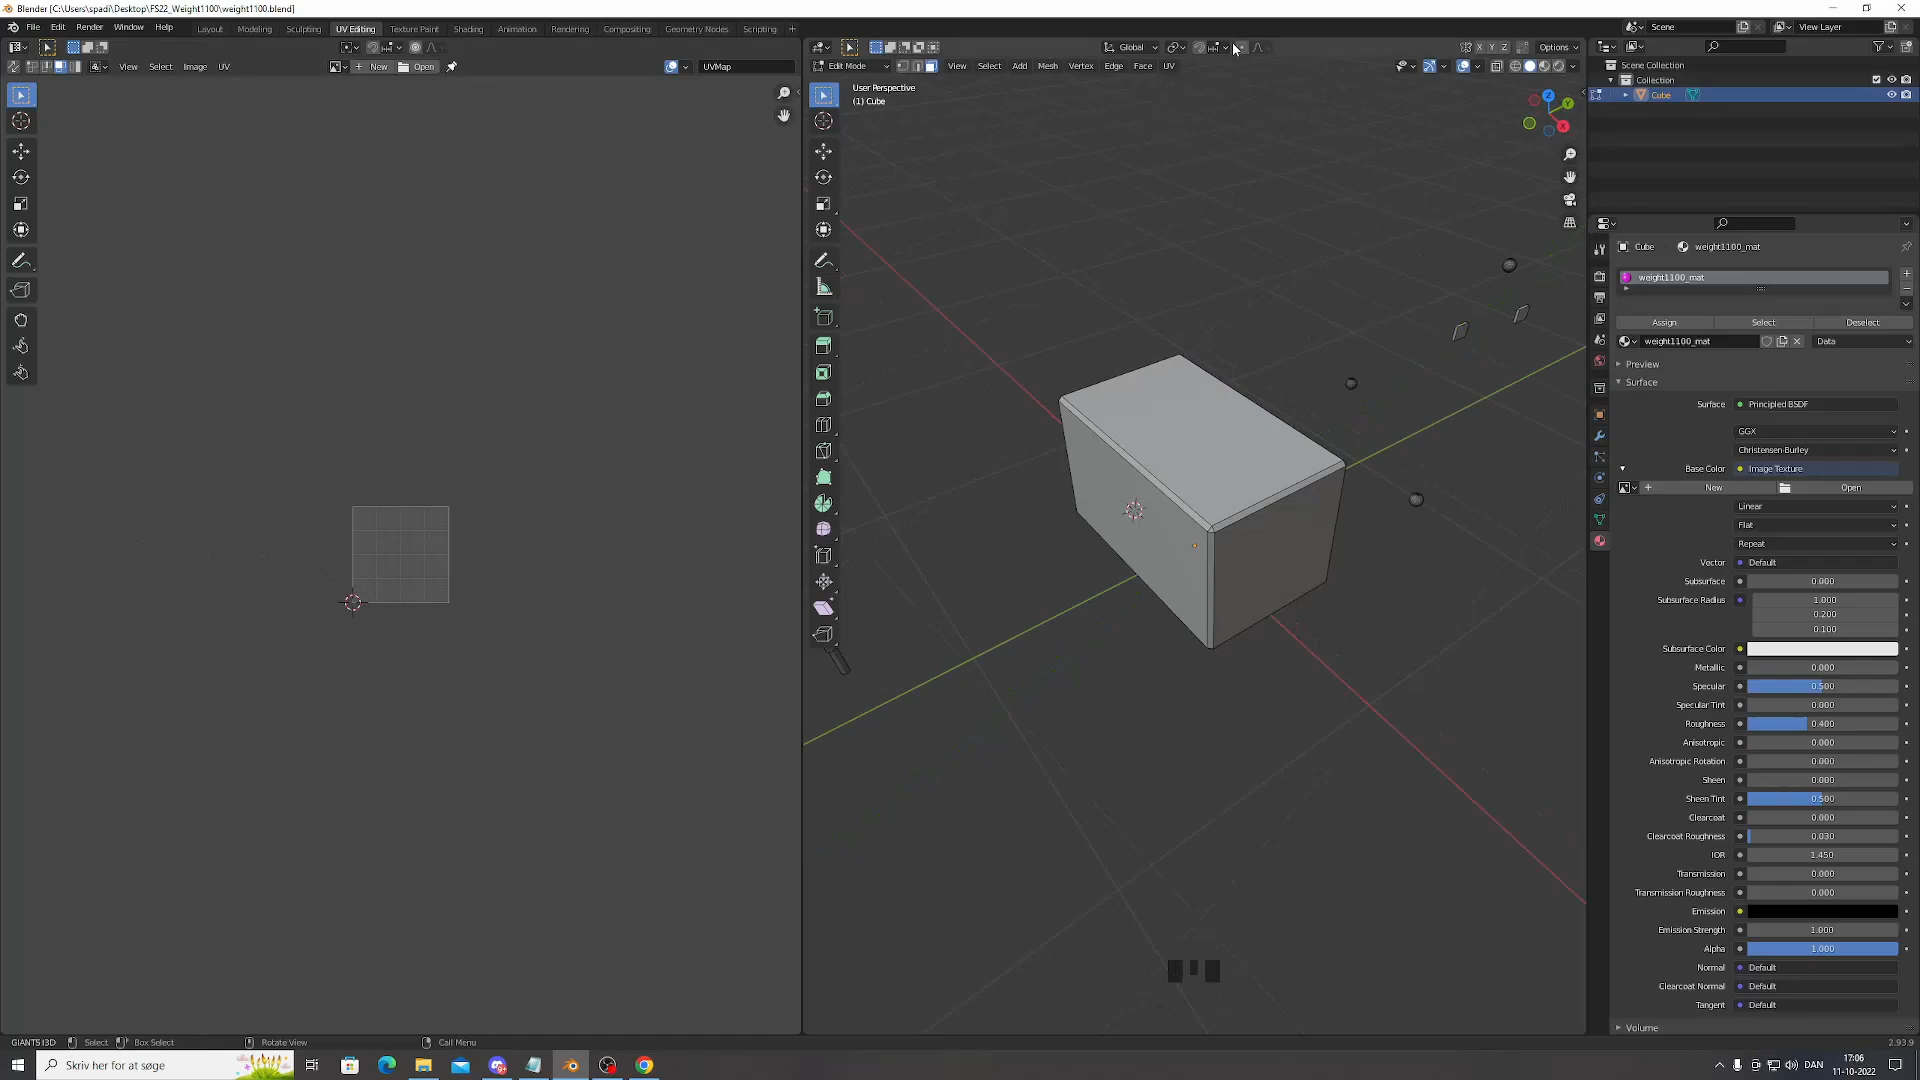 Blender [C:\Users\spadi\Desktop\FS22_Weight1100\weight1100.blend]
File Edit Render Window Help Layout Modeling Sculpting UV Editing Texture Paint Shading Animation Rendering Compositing Geometry Nodes Scripting + Scene View Layer
Global Options
View Select Image UV New Open UVMap Edit Mode View Select Add Mesh Vertex Edge Face UV
X Y Z
Scene Collection
Collection
Cube
User Perspective
(1) Cube
Z
Y
X
Cube weight1100_mat
weight1100_mat
Assign Select Deselect
weight1100_mat Data
Preview
Surface
Surface Principled BSDF
GGX
Christensen-Burley
Base Color Image Texture
New Open
Linear
Flat
Repeat
Vector Default
Subsurface 0.000
Subsurface Radius 1.000
0.200
0.100
Subsurface Color
Metallic 0.000
Specular 0.500
Specular Tint 0.000
Roughness 0.400
Anisotropic 0.000
Anisotropic Rotation 0.000
Sheen 0.000
Sheen Tint 0.500
Clearcoat 0.000
Clearcoat Roughness 0.030
IOR 1.450
Transmission 0.000
Transmission Roughness 0.000
Emission
Emission Strength 1.000
Alpha 1.000
Normal Default
Clearcoat Normal Default
Tangent Default
Volume
GIANTS I3D Select Box Select Rotate View Call Menu 2.93.9
Skriv her for at søge DAN 17:06
11-10-2022